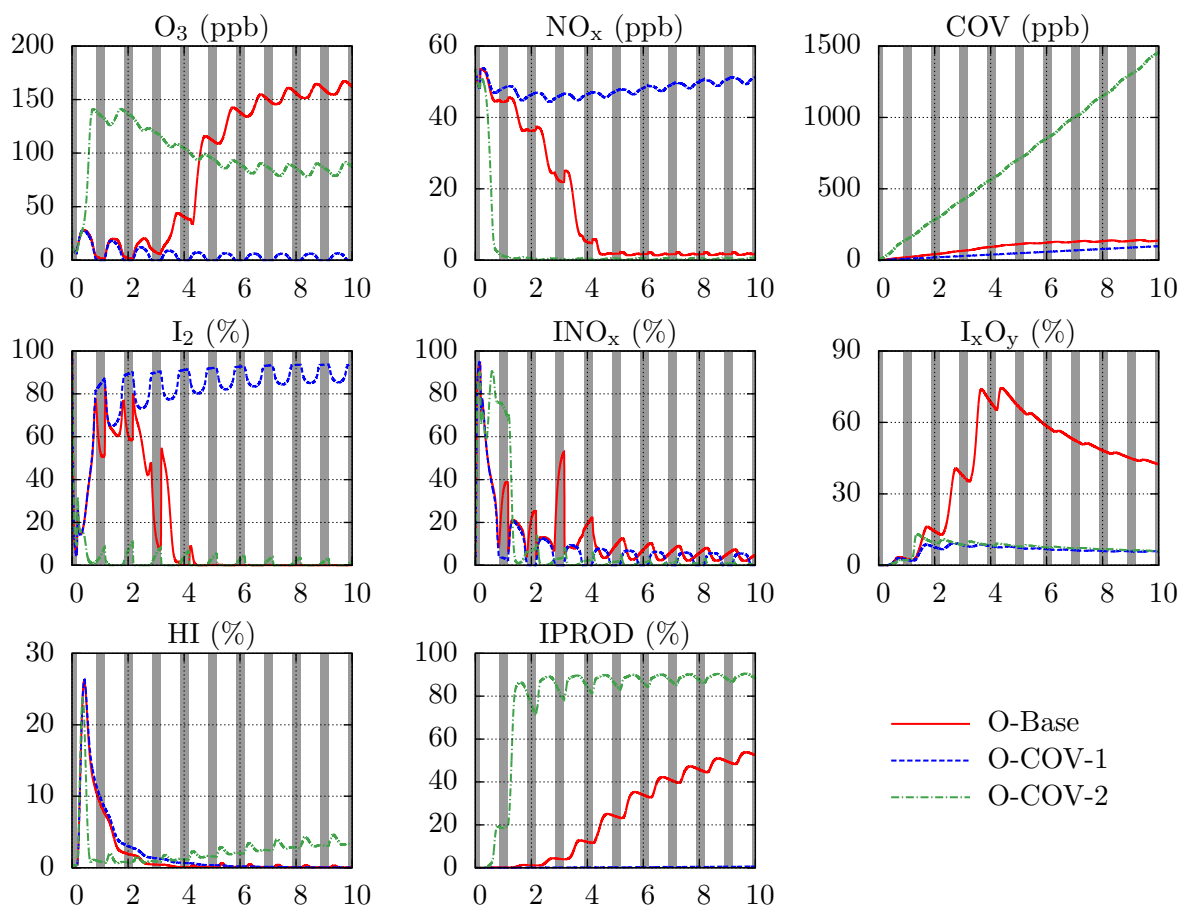 O₃ (ppb)
NOₓ (ppb)
COV (ppb)
200
150
100
50
0
60
40
20
0
1500
1000
500
0
0 2 4 6 8 10
0 2 4 6 8 10
0 2 4 6 8 10
I₂ (%)
INOₓ (%)
IₓOᵧ (%)
100
80
60
40
20
0
100
80
60
40
20
0
90
60
30
0
0 2 4 6 8 10
0 2 4 6 8 10
0 2 4 6 8 10
HI (%)
IPROD (%)
30
20
10
0
100
80
60
40
20
0
0 2 4 6 8 10
0 2 4 6 8 10
O-Base
O-COV-1
O-COV-2